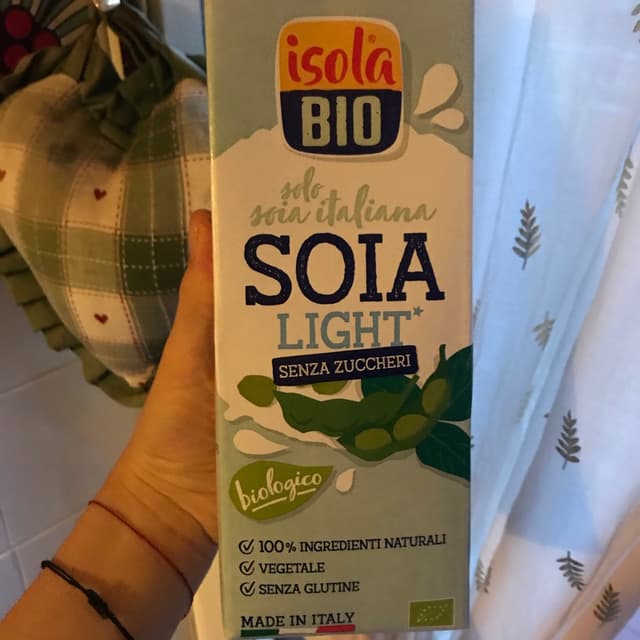 isola
BIO
solo
soia italiana
SOIA
LIGHT*
SENZA ZUCCHERI
biologico
100% INGREDIENTI NATURALI
VEGETALE
SENZA GLUTINE
MADE IN ITALY